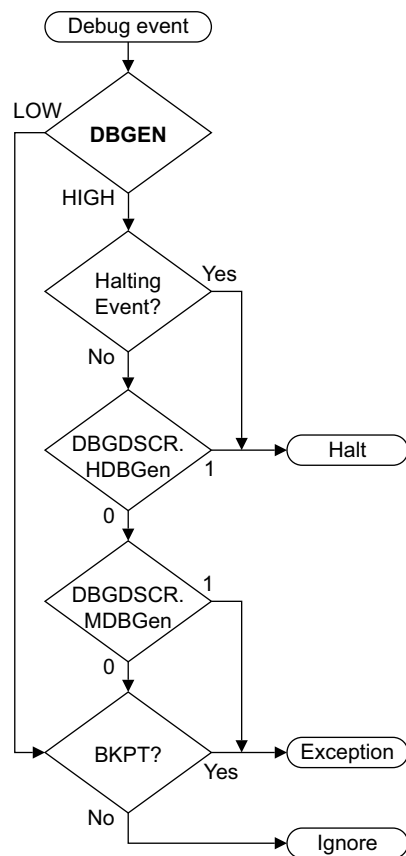 Debug event
LOW
DBGEN
HIGH
Halting
Event?
Yes
No
DBGDSCR.
HDBGen
1
Halt
0
DBGDSCR.
MDBGen
1
0
BKPT?
Yes
Exception
No
Ignore